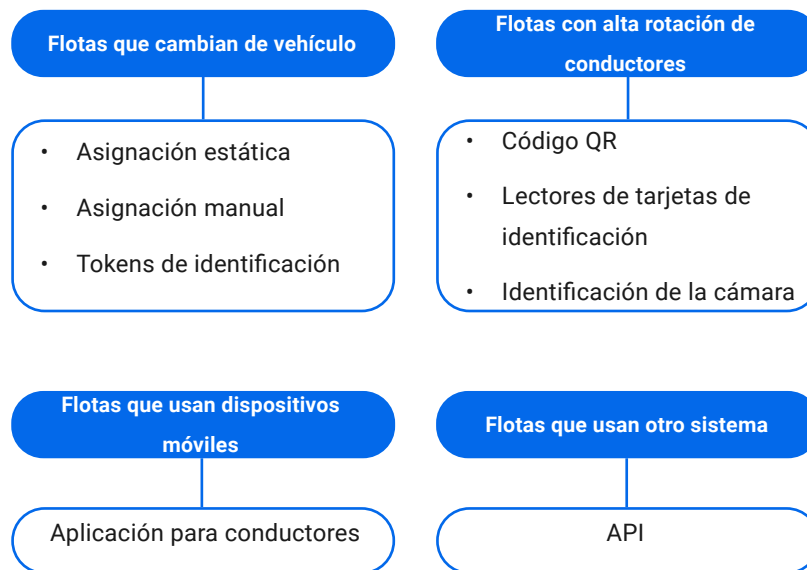 Flotas que cambian de vehículo
• Asignación estática
• Asignación manual
• Tokens de identificación
Flotas con alta rotación de
conductores
• Código QR
• Lectores de tarjetas de
identificación
• Identificación de la cámara
Flotas que usan dispositivos
móviles
Aplicación para conductores
Flotas que usan otro sistema
API